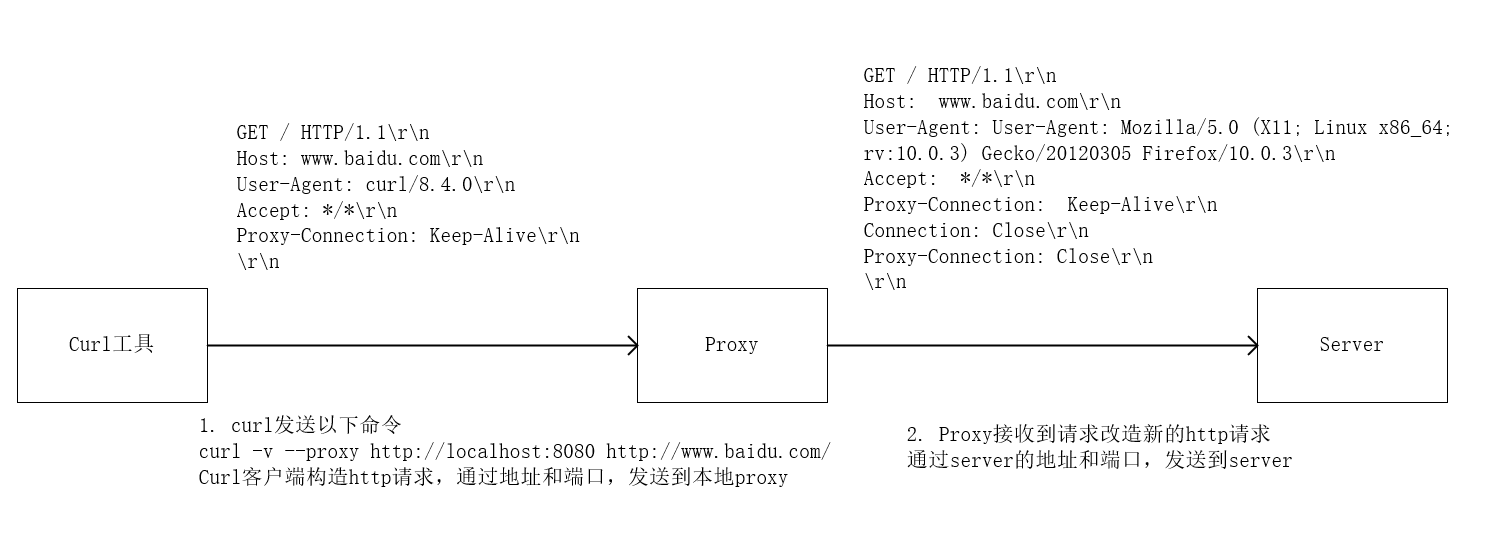 GET / HTTP/1.1\r\n
Host: www.baidu.com\r\n
User-Agent: curl/8.4.0\r\n
Accept: */*\r\n
Proxy-Connection: Keep-Alive\r\n
\r\n
GET / HTTP/1.1\r\n
Host:  www.baidu.com\r\n
User-Agent: User-Agent: Mozilla/5.0 (X11; Linux x86_64;
rv:10.0.3) Gecko/20120305 Firefox/10.0.3\r\n
Accept:  */*\r\n
Proxy-Connection:  Keep-Alive\r\n
Connection: Close\r\n
Proxy-Connection: Close\r\n
\r\n
Curl工具
Proxy
Server
1. curl发送以下命令
curl -v --proxy http://localhost:8080 http://www.baidu.com/
Curl客户端构造http请求，通过地址和端口，发送到本地proxy
2. Proxy接收到请求改造新的http请求
通过server的地址和端口，发送到server